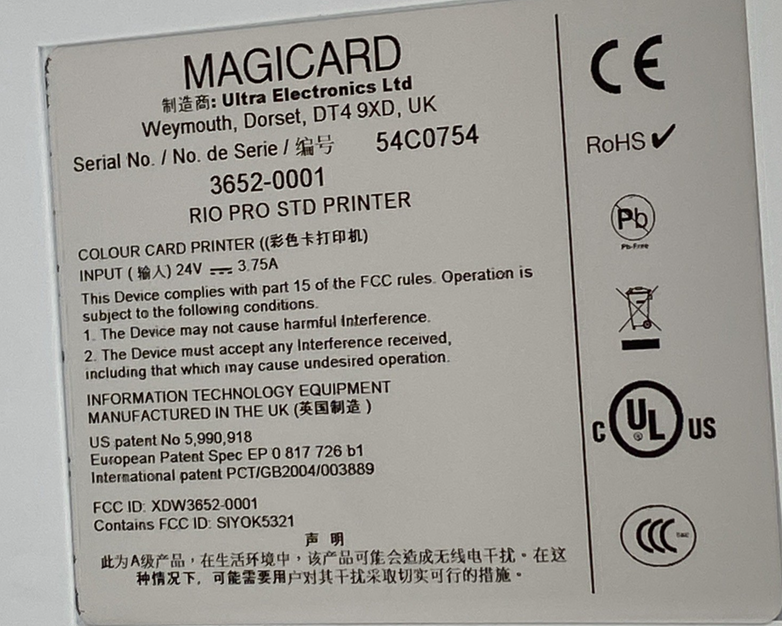 MAGICARD
制造商: Ultra Electronics Ltd
Weymouth, Dorset, DT4 9XD, UK
Serial No. / No. de Serie / 编号 54C0754
3652-0001
RIO PRO STD PRINTER
COLOUR CARD PRINTER ((彩色卡打印机)
INPUT ( 输入) 24V ⎓ 3.75A
This Device complies with part 15 of the FCC rules. Operation is
subject to the following conditions.
1. The Device may not cause harmful Interference.
2. The Device must accept any Interference received,
including that which may cause undesired operation.
INFORMATION TECHNOLOGY EQUIPMENT
MANUFACTURED IN THE UK (英国制造 )
US patent No 5,990,918
European Patent Spec EP 0 817 726 b1
International patent PCT/GB2004/003889
FCC ID: XDW3652-0001
Contains FCC ID: SIYOK5321
声 明
此为A级产品，在生活环境中，该产品可能会造成无线电干扰。在这
种情况下，可能需要用户对其干扰采取切实可行的措施。
CE
RoHS ✓
Pb
Pb-Free
C UL US
CCC